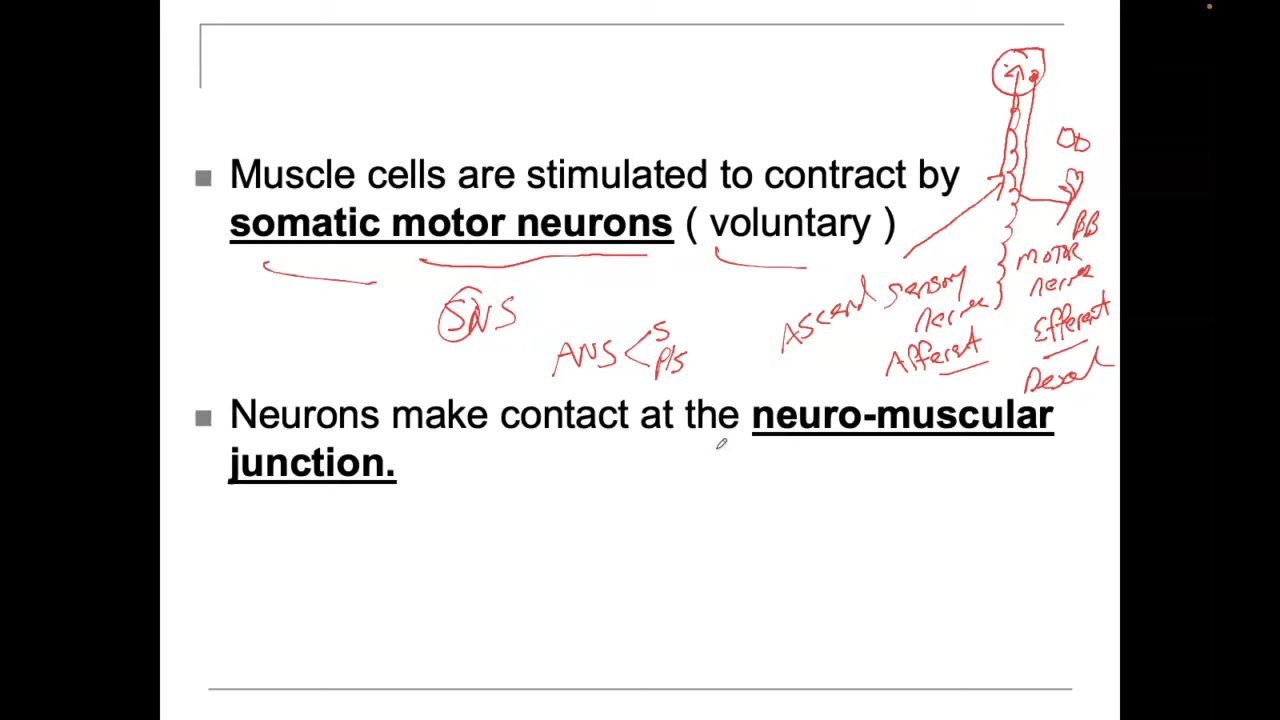 Muscle cells are stimulated to contract by
somatic motor neurons ( voluntary )
SNS
ANS
S
P/S
Ascend sensory
nerve
Afferent
BB
motor
nerve
Efferent
Neurons make contact at the neuro-muscular
junction.